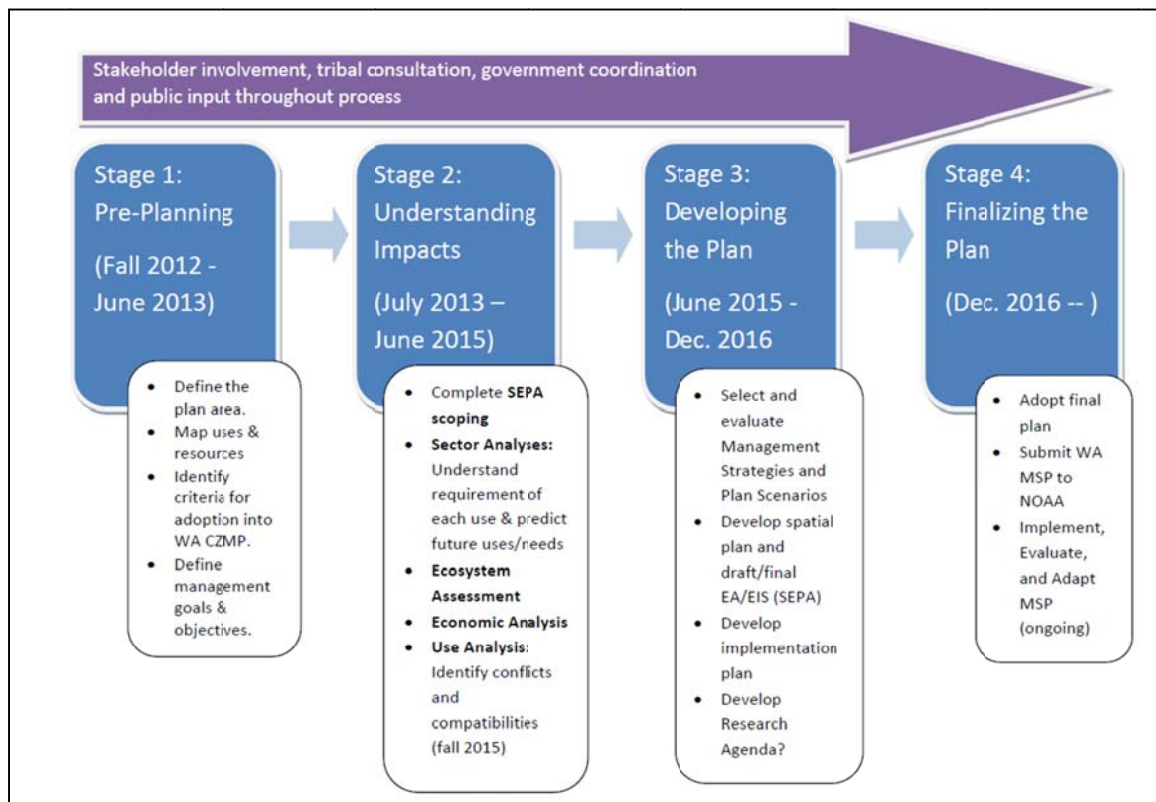 Stakeholder involvement, tribal consultation, government coordination
and public input throughout process
Stage 1:
Pre-Planning
(Fall 2012 -
June 2013)
• Define the
plan area.
• Map uses &
resources
• Identify
criteria for
adoption into
WA CZMP.
• Define
management
goals &
objectives.
Stage 2:
Understanding
Impacts
(July 2013 –
June 2015)
• Complete SEPA
scoping
• Sector Analyses:
Understand
requirement of
each use & predict
future uses/needs
• Ecosystem
Assessment
• Economic Analysis
• Use Analysis:
Identify conflicts
and
compatibilities
(fall 2015)
Stage 3:
Developing
the Plan
(June 2015 -
Dec. 2016
• Select and
evaluate
Management
Strategies and
Plan Scenarios
• Develop spatial
plan and
draft/final
EA/EIS (SEPA)
• Develop
implementation
plan
• Develop
Research
Agenda?
Stage 4:
Finalizing the
Plan
(Dec. 2016 -- )
• Adopt final
plan
• Submit WA
MSP to
NOAA
• Implement,
Evaluate,
and Adapt
MSP
(ongoing)